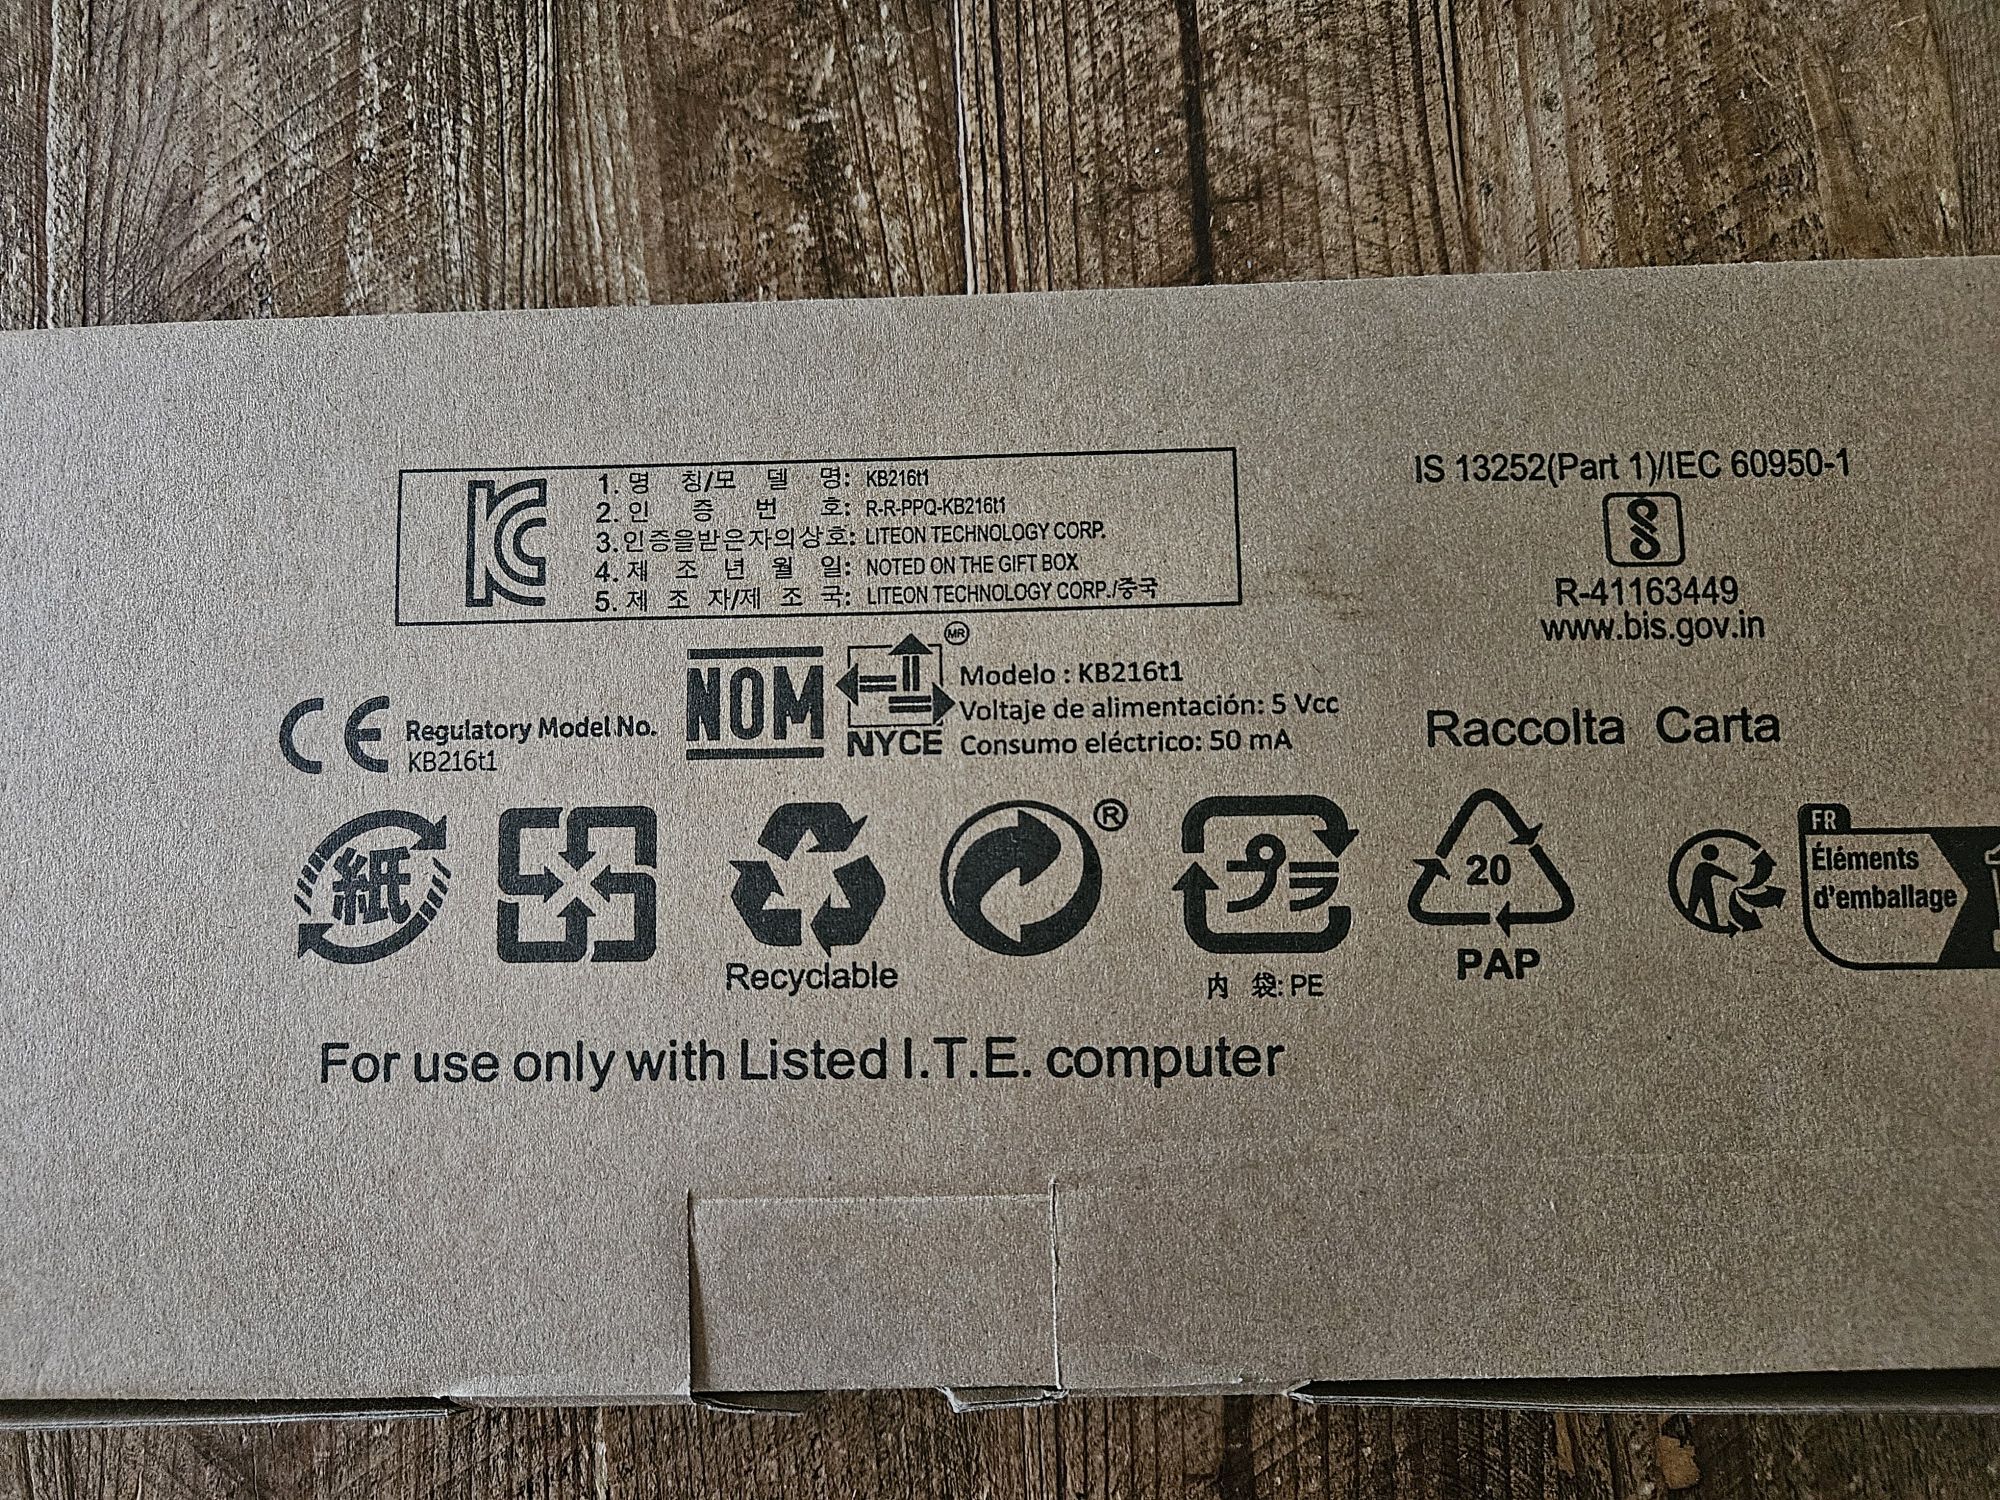 1. 명 칭/모 델 명: KB216t1
2. 인 증 번 호: R-R-PPQ-KB216t1
3. 인증을받은자의상호: LITEON TECHNOLOGY CORP.
4. 제 조 년 월 일: NOTED ON THE GIFT BOX
5. 제 조 자/제 조 국: LITEON TECHNOLOGY CORP./중국
IS 13252(Part 1)/IEC 60950-1
R-41163449
www.bis.gov.in
CE
Regulatory Model No.
KB216t1
NOM
MR
NYCE
Modelo : KB216t1
Voltaje de alimentación: 5 Vcc
Consumo eléctrico: 50 mA
Raccolta Carta
紙
Recyclable
®
プラ
内 袋: PE
20
PAP
FR
Éléments
d'emballage
For use only with Listed I.T.E. computer